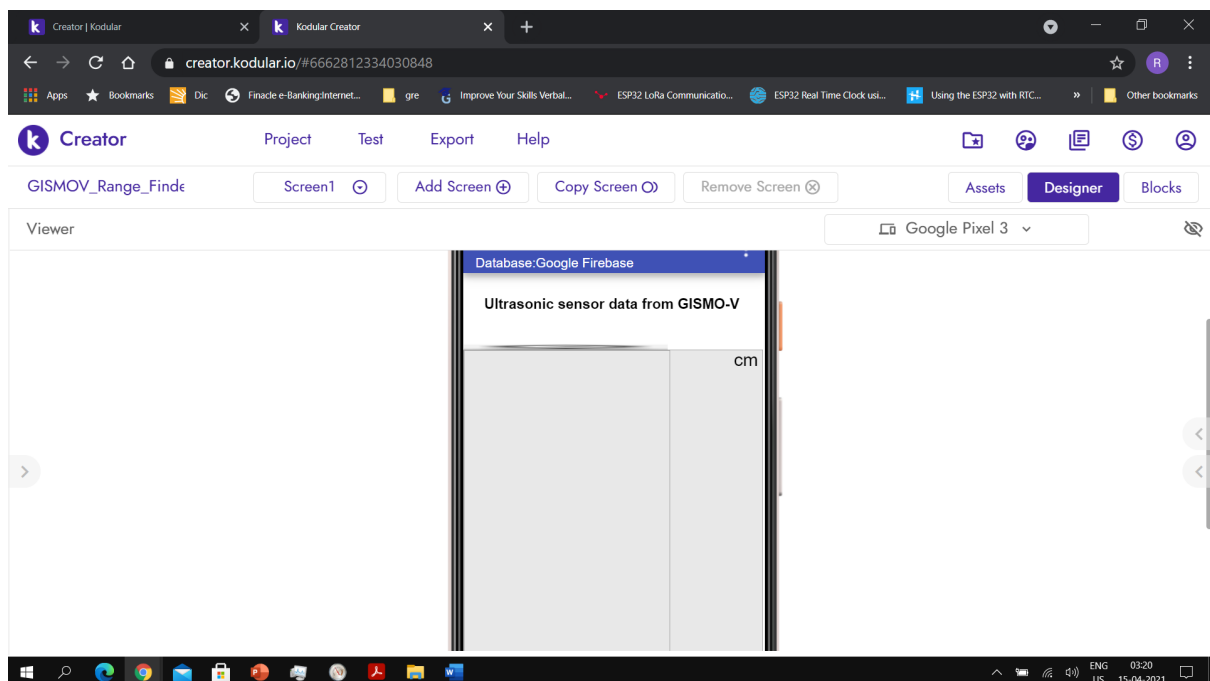 Creator | Kodular
Kodular Creator
creator.kodular.io/#6662812334030848
R
Apps
Bookmarks
Dic
Finacle e-Banking:Internet...
gre
Improve Your Skills Verbal...
ESP32 LoRa Communicatio...
ESP32 Real Time Clock usi...
Using the ESP32 with RTC...
»
Other bookmarks
k Creator
Project
Test
Export
Help
GISMOV_Range_Finde
Screen1
Add Screen
Copy Screen
Remove Screen
Assets
Designer
Blocks
Viewer
Google Pixel 3
Database:Google Firebase
Ultrasonic sensor data from GISMO-V
cm
ENG
US
03:20
15-04-2021